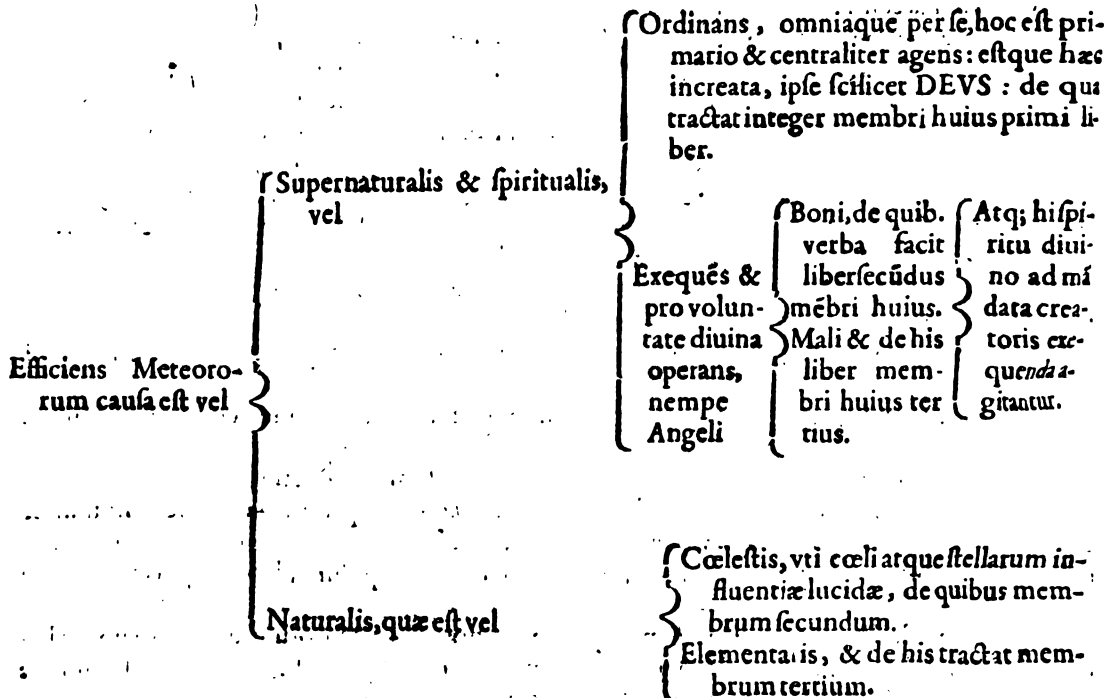 Efficiens Meteoro-
rum cauſa eſt vel
Supernaturalis & ſpiritualis,
vel
Ordinans, omniaque per ſe, hoc eſt pri-
mario & centraliter agens: eſtque hæc
increata, ipſe ſcilicet DEVS : de qua
tractat integer membri huius primi li-
ber.
Exequẽs &
pro volun-
tate diuina
operans,
nempe
Angeli
Boni, de quib.
verba facit
liber ſecũdus
mẽbri huius.
Mali & de his
liber mem-
bri huius ter
tius.
Atq; hi ſpi-
ritu diui-
no ad mã
data crea-
toris exe-
quenda a-
gitantur.
Naturalis, quæ eſt vel
Cœleſtis, vti cœli atque ſtellarum in-
fluentiæ lucidæ, de quibus mem-
brum ſecundum.
Elementaris, & de his tractat mem-
brum tertium.